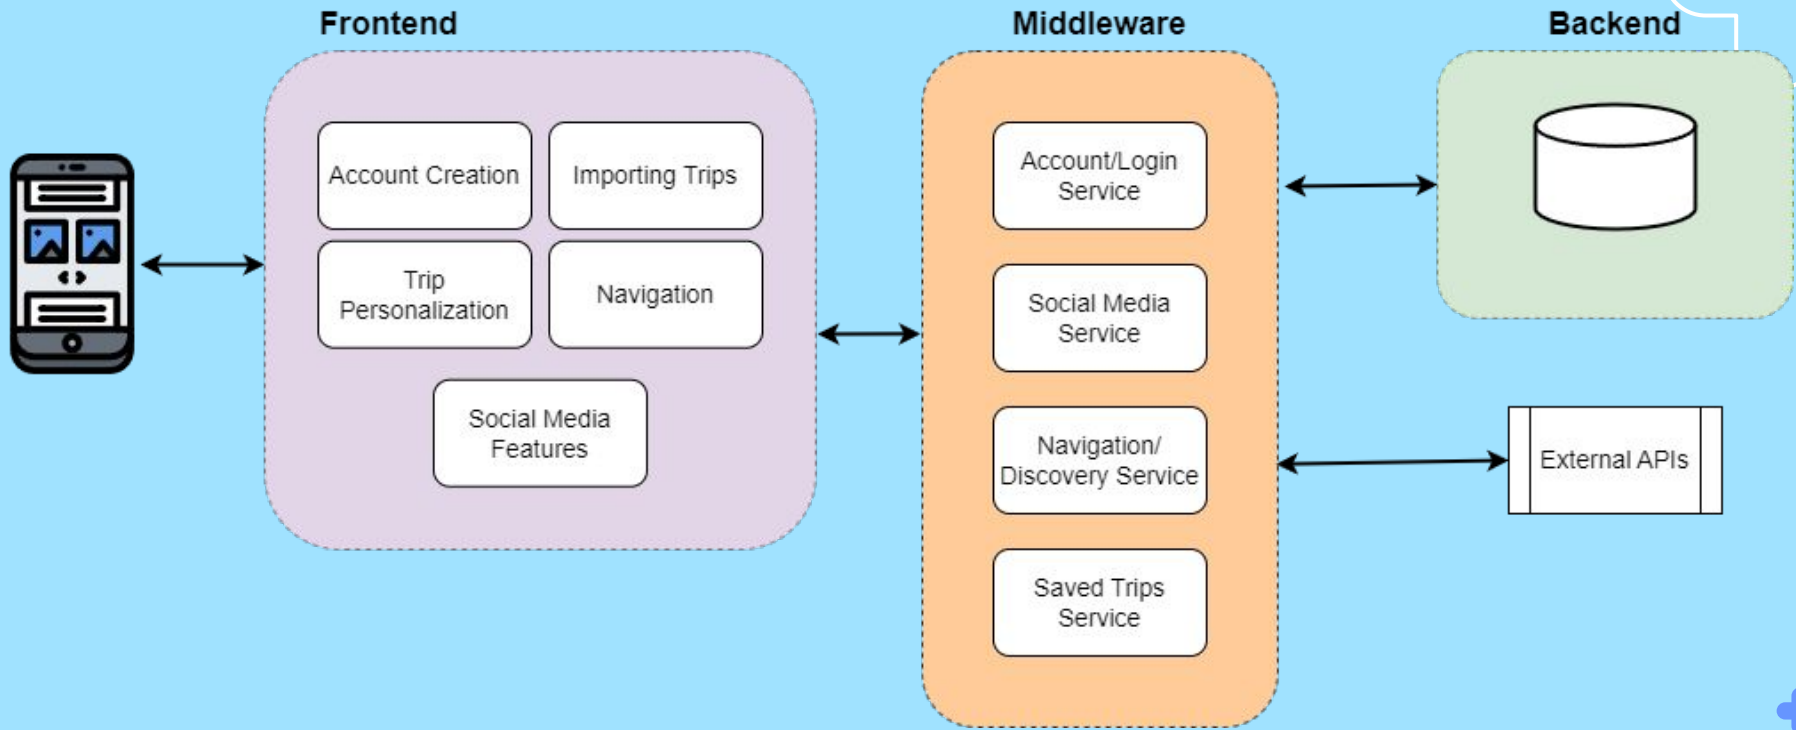 Frontend
Middleware
Backend
Account Creation
Importing Trips
Trip
Personalization
Navigation
Social Media
Features
Account/Login
Service
Social Media
Service
Navigation/
Discovery Service
Saved Trips
Service
External APIs